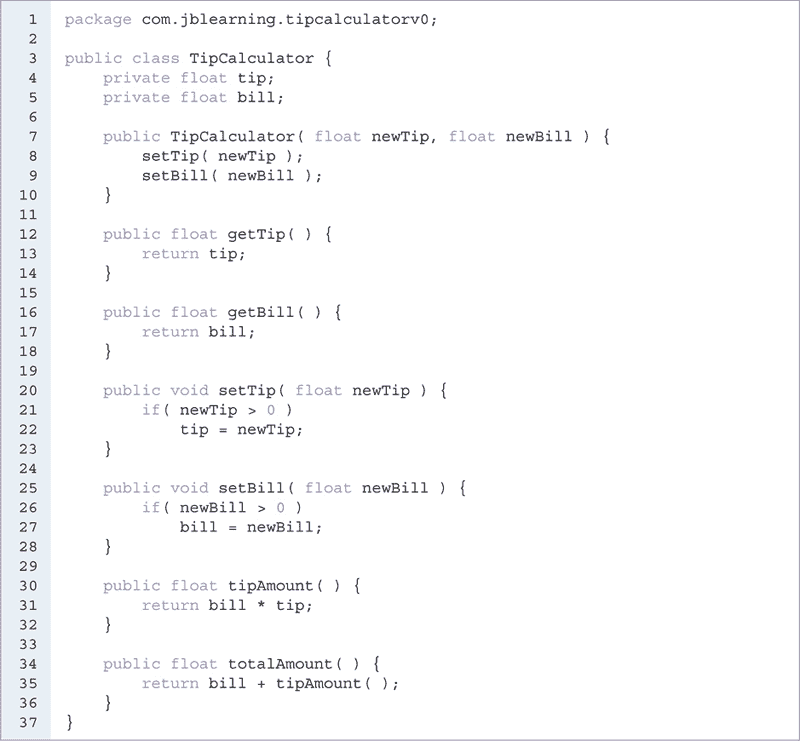 1 package com.jblearning.tipcalculatorv0;
2
3 public class TipCalculator {
4     private float tip;
5     private float bill;
6
7     public TipCalculator( float newTip, float newBill ) {
8         setTip( newTip );
9         setBill( newBill );
10     }
11
12     public float getTip( ) {
13         return tip;
14     }
15
16     public float getBill( ) {
17         return bill;
18     }
19
20     public void setTip( float newTip ) {
21         if( newTip > 0 )
22             tip = newTip;
23     }
24
25     public void setBill( float newBill ) {
26         if( newBill > 0 )
27             bill = newBill;
28     }
29
30     public float tipAmount( ) {
31         return bill * tip;
32     }
33
34     public float totalAmount( ) {
35         return bill + tipAmount( );
36     }
37 }